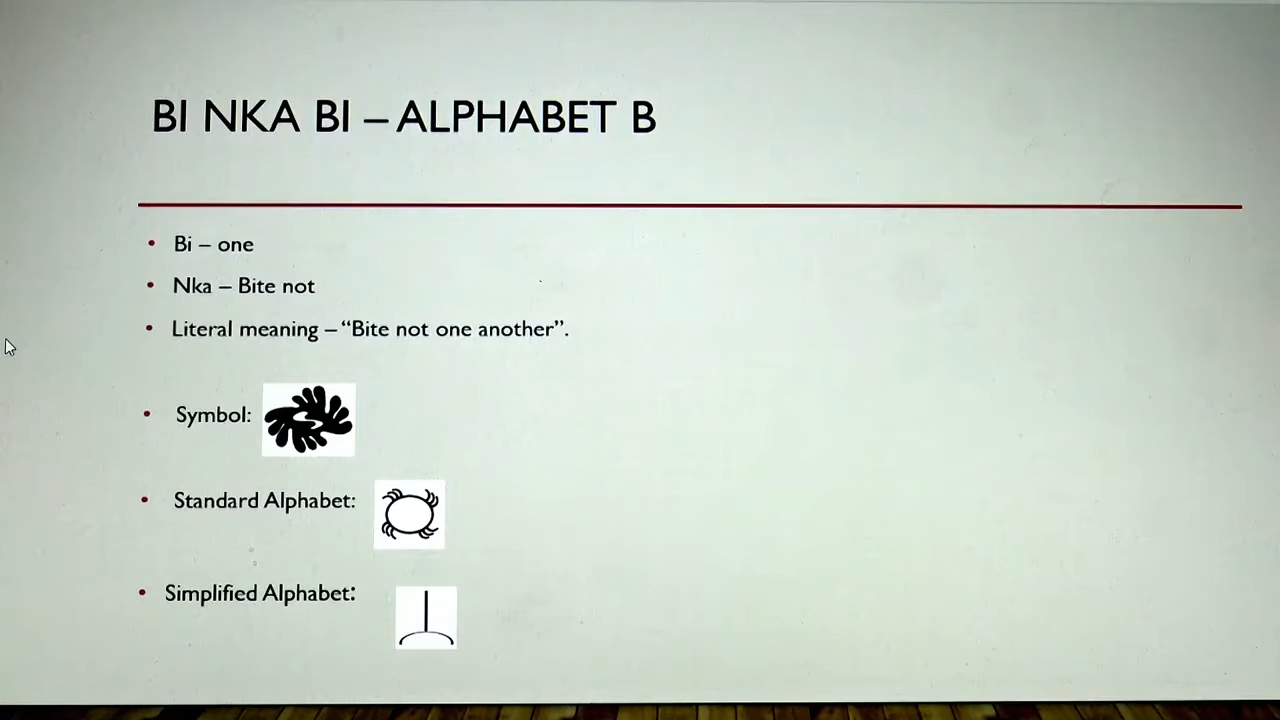 BI NKA BI – ALPHABET B
• Bi – one
• Nka – Bite not
• Literal meaning – “Bite not one another”.
• Symbol:
• Standard Alphabet:
• Simplified Alphabet: